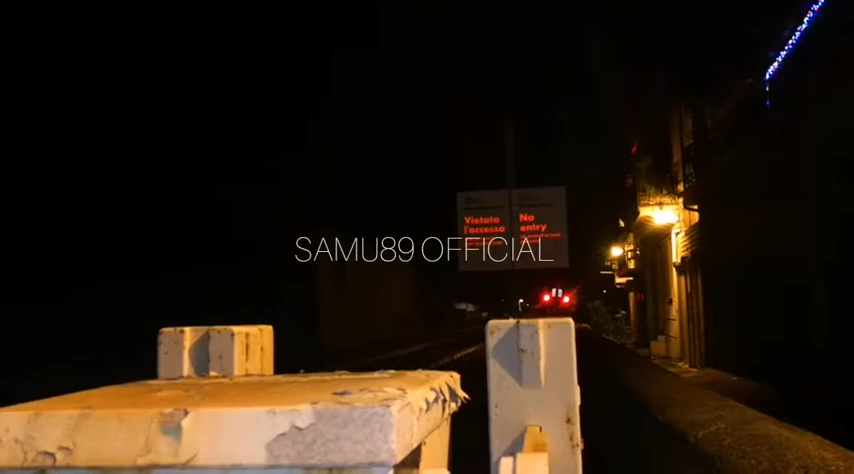 Vietato
l'accesso
No
entry
SAMU89 OFFICIAL